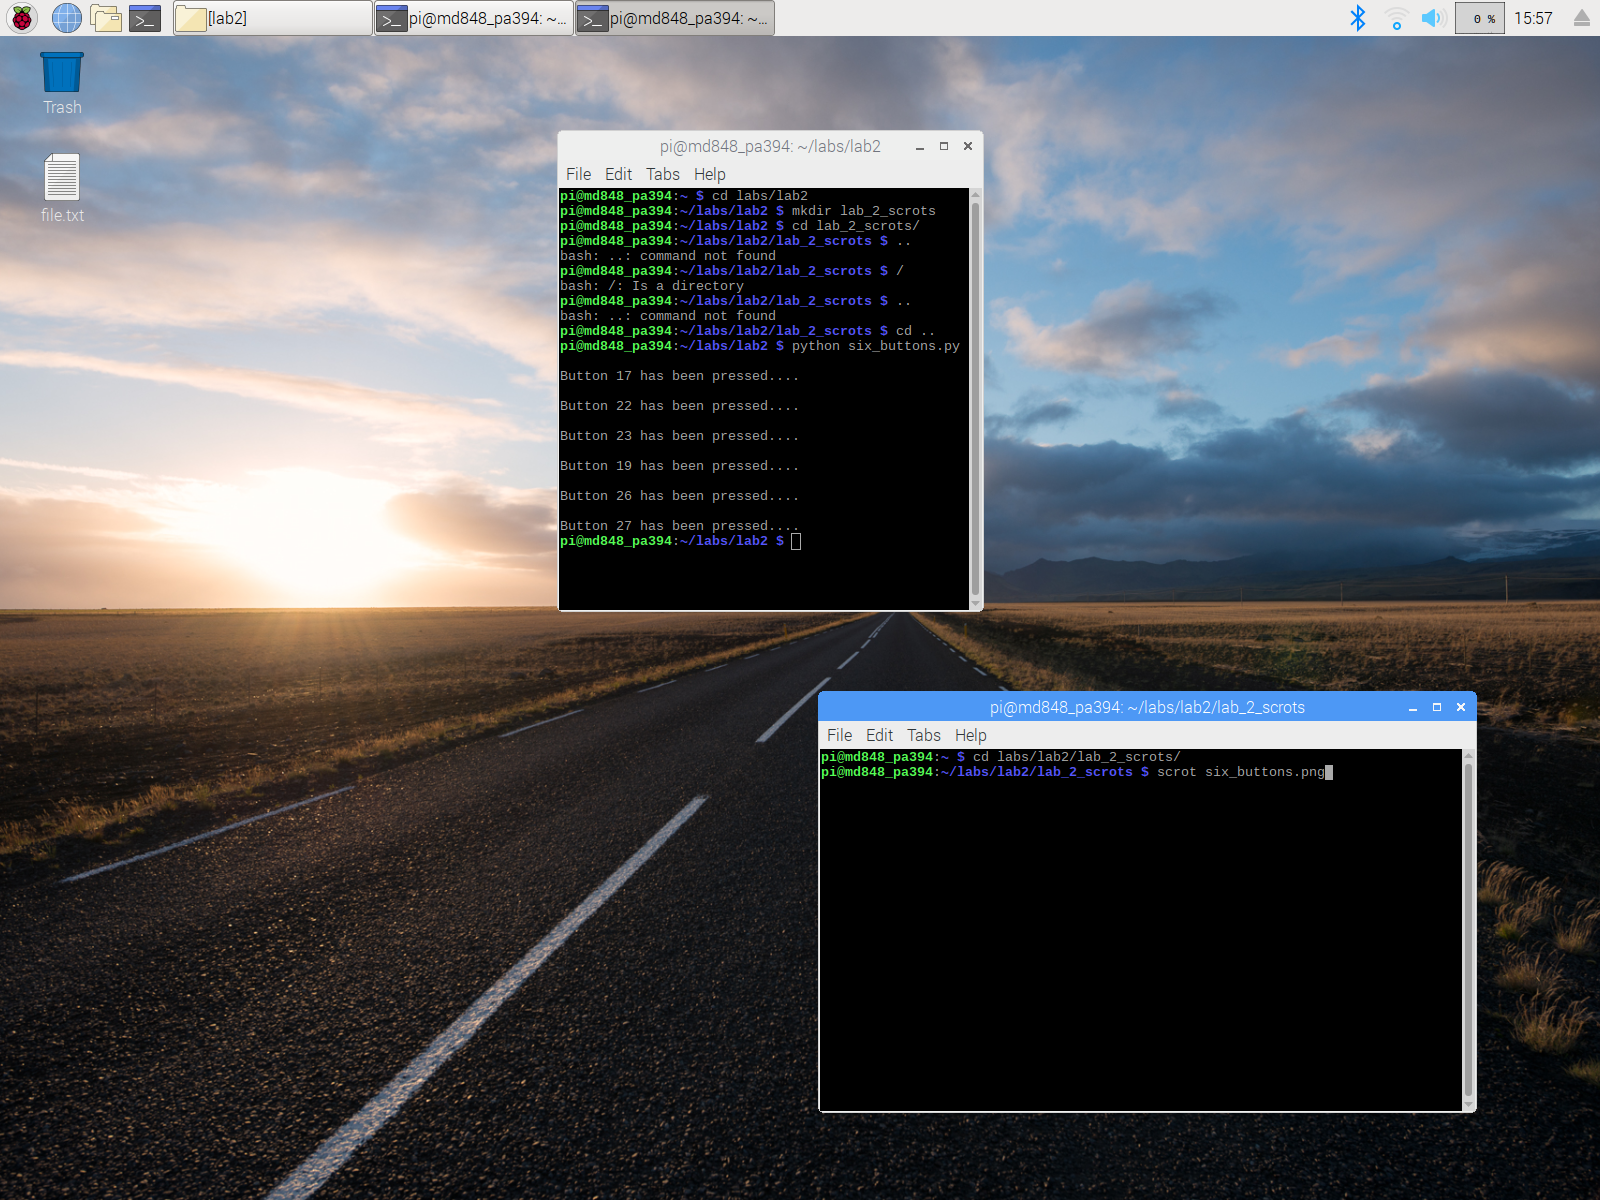 [lab2]
pi@md848_pa394: ~...
pi@md848_pa394: ~...
0 %
15:57
Trash
file.txt
pi@md848_pa394: ~/labs/lab2
File Edit Tabs Help
pi@md848_pa394:~ $ cd labs/lab2
pi@md848_pa394:~/labs/lab2 $ mkdir lab_2_scrots
pi@md848_pa394:~/labs/lab2 $ cd lab_2_scrots/
pi@md848_pa394:~/labs/lab2/lab_2_scrots $ ..
bash: ..: command not found
pi@md848_pa394:~/labs/lab2/lab_2_scrots $ /
bash: /: Is a directory
pi@md848_pa394:~/labs/lab2/lab_2_scrots $ ..
bash: ..: command not found
pi@md848_pa394:~/labs/lab2/lab_2_scrots $ cd ..
pi@md848_pa394:~/labs/lab2 $ python six_buttons.py
Button 17 has been pressed....
Button 22 has been pressed....
Button 23 has been pressed....
Button 19 has been pressed....
Button 26 has been pressed....
Button 27 has been pressed....
pi@md848_pa394:~/labs/lab2 $
pi@md848_pa394: ~/labs/lab2/lab_2_scrots
File Edit Tabs Help
pi@md848_pa394:~ $ cd labs/lab2/lab_2_scrots/
pi@md848_pa394:~/labs/lab2/lab_2_scrots $ scrot six_buttons.png